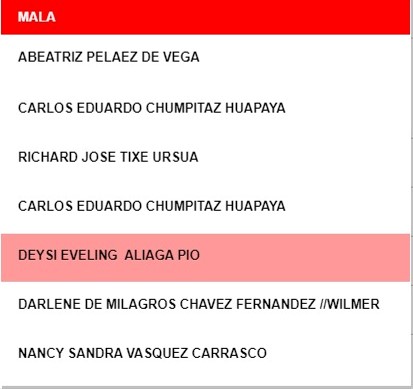 MALA
ABEATRIZ PELAEZ DE VEGA
CARLOS EDUARDO CHUMPITAZ HUAPAYA
RICHARD JOSE TIXE URSUA
CARLOS EDUARDO CHUMPITAZ HUAPAYA
DEYSI EVELING  ALIAGA PIO
DARLENE DE MILAGROS CHAVEZ FERNANDEZ //WILMER
NANCY SANDRA VASQUEZ CARRASCO